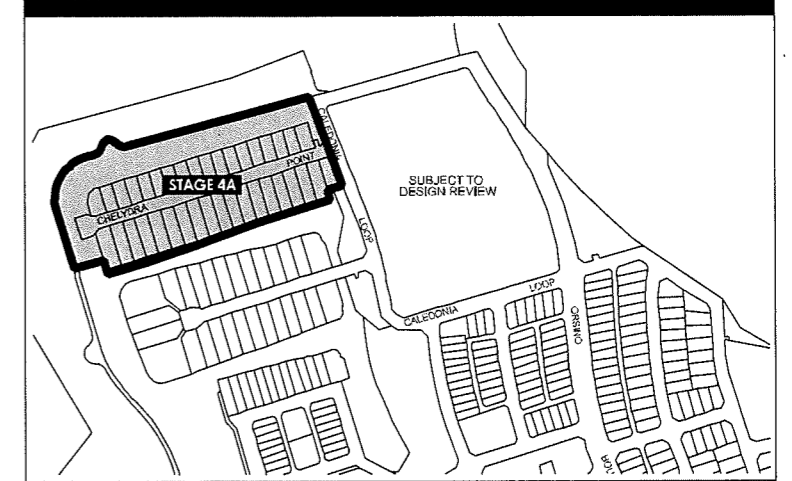 CALEDONIA
POINT
STAGE 4A
CHELYDRA
SUBJECT TO
DESIGN REVIEW
LOOP
LOOP
CALEDONIA
ORSINO